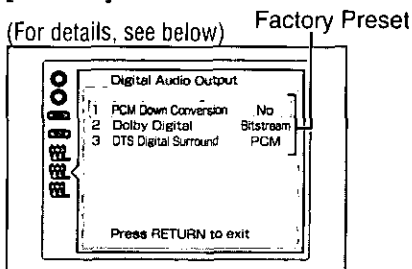 Factory Preset
(For details, see below)
Digital Audio Output
1 PCM Down Conversion No
2 Dolby Digital Bitstream
3 DTS Digital Surround PCM
Press RETURN to exit